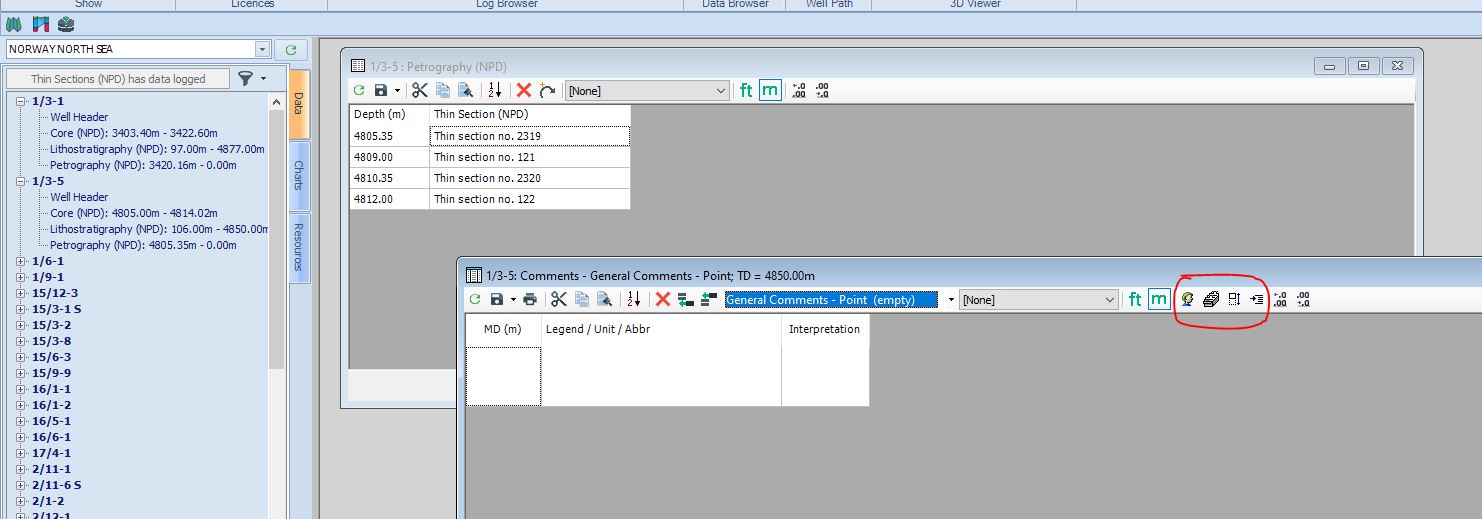 Show
Licences
Log Browser
Data Browser
Well Path
3D Viewer
NORWAY NORTH SEA
Thin Sections (NPD) has data logged
1/3-1
Well Header
Core (NPD): 3403.40m - 3422.60m
Lithostratigraphy (NPD): 97.00m - 4877.00m
Petrography (NPD): 3420.16m - 0.00m
1/3-5
Well Header
Core (NPD): 4805.00m - 4814.02m
Lithostratigraphy (NPD): 106.00m - 4850.00m
Petrography (NPD): 4805.35m - 0.00m
1/6-1
1/9-1
15/12-3
15/3-1 S
15/3-2
15/3-8
15/6-3
15/9-9
16/1-1
16/1-2
16/5-1
16/6-1
17/4-1
2/11-1
2/11-6 S
2/1-2
2/12-1
Data
Charts
Resources
1/3-5 : Petrography (NPD)
[None]
ft m
Depth (m) Thin Section (NPD)
4805.35 Thin section no. 2319
4809.00 Thin section no. 121
4810.35 Thin section no. 2320
4812.00 Thin section no. 122
1/3-5: Comments - General Comments - Point; TD = 4850.00m
General Comments - Point (empty) [None] ft m
MD (m) Legend / Unit / Abbr Interpretation